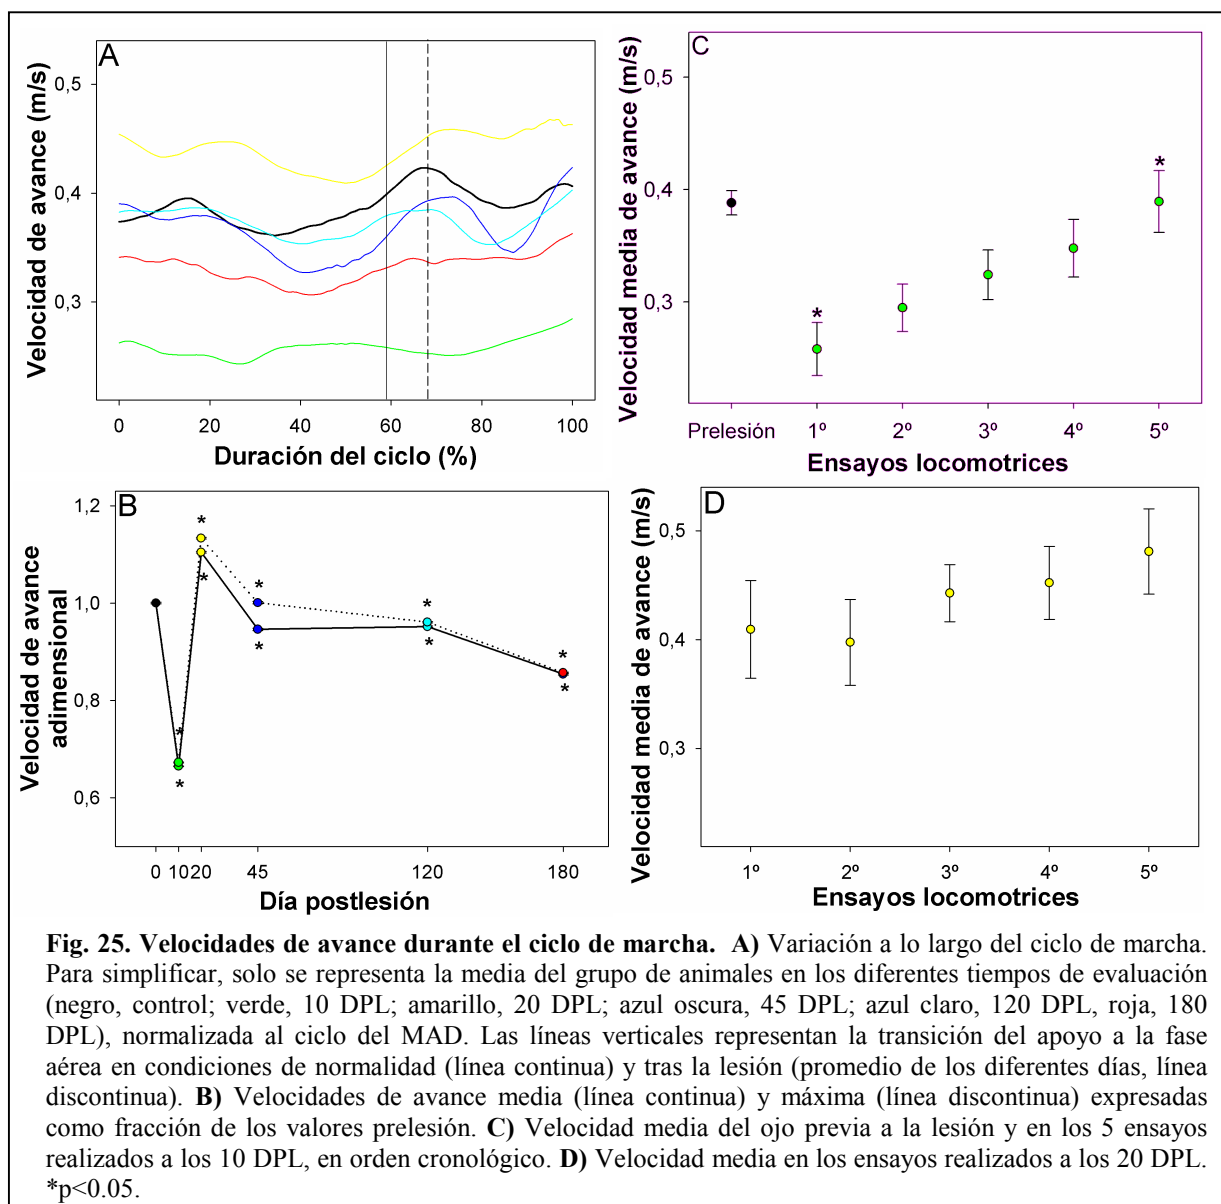 A
Velocidad de avance (m/s)
0,5
0,4
0,3
0 20 40 60 80 100
Duración del ciclo (%)
C
Velocidad media de avance (m/s)
0,5
0,4
0,3
*
*
Prelesión 1º 2º 3º 4º 5º
Ensayos locomotrices
B
Velocidad de avance
adimensional
1,2
1,0
0,8
0,6
*
*
*
*
*
*
*
*
*
*
0 10 20 45 120 180
Día postlesión
D
Velocidad media de avance (m/s)
0,5
0,4
0,3
1º 2º 3º 4º 5º
Ensayos locomotrices
Fig. 25. Velocidades de avance durante el ciclo de marcha. A) Variación a lo largo del ciclo de marcha.
Para simplificar, solo se representa la media del grupo de animales en los diferentes tiempos de evaluación
(negro, control; verde, 10 DPL; amarillo, 20 DPL; azul oscura, 45 DPL; azul claro, 120 DPL, roja, 180
DPL), normalizada al ciclo del MAD. Las líneas verticales representan la transición del apoyo a la fase
aérea en condiciones de normalidad (línea continua) y tras la lesión (promedio de los diferentes días, línea
discontinua). B) Velocidades de avance media (línea continua) y máxima (línea discontinua) expresadas
como fracción de los valores prelesión. C) Velocidad media del ojo previa a la lesión y en los 5 ensayos
realizados a los 10 DPL, en orden cronológico. D) Velocidad media en los ensayos realizados a los 20 DPL.
*p<0.05.